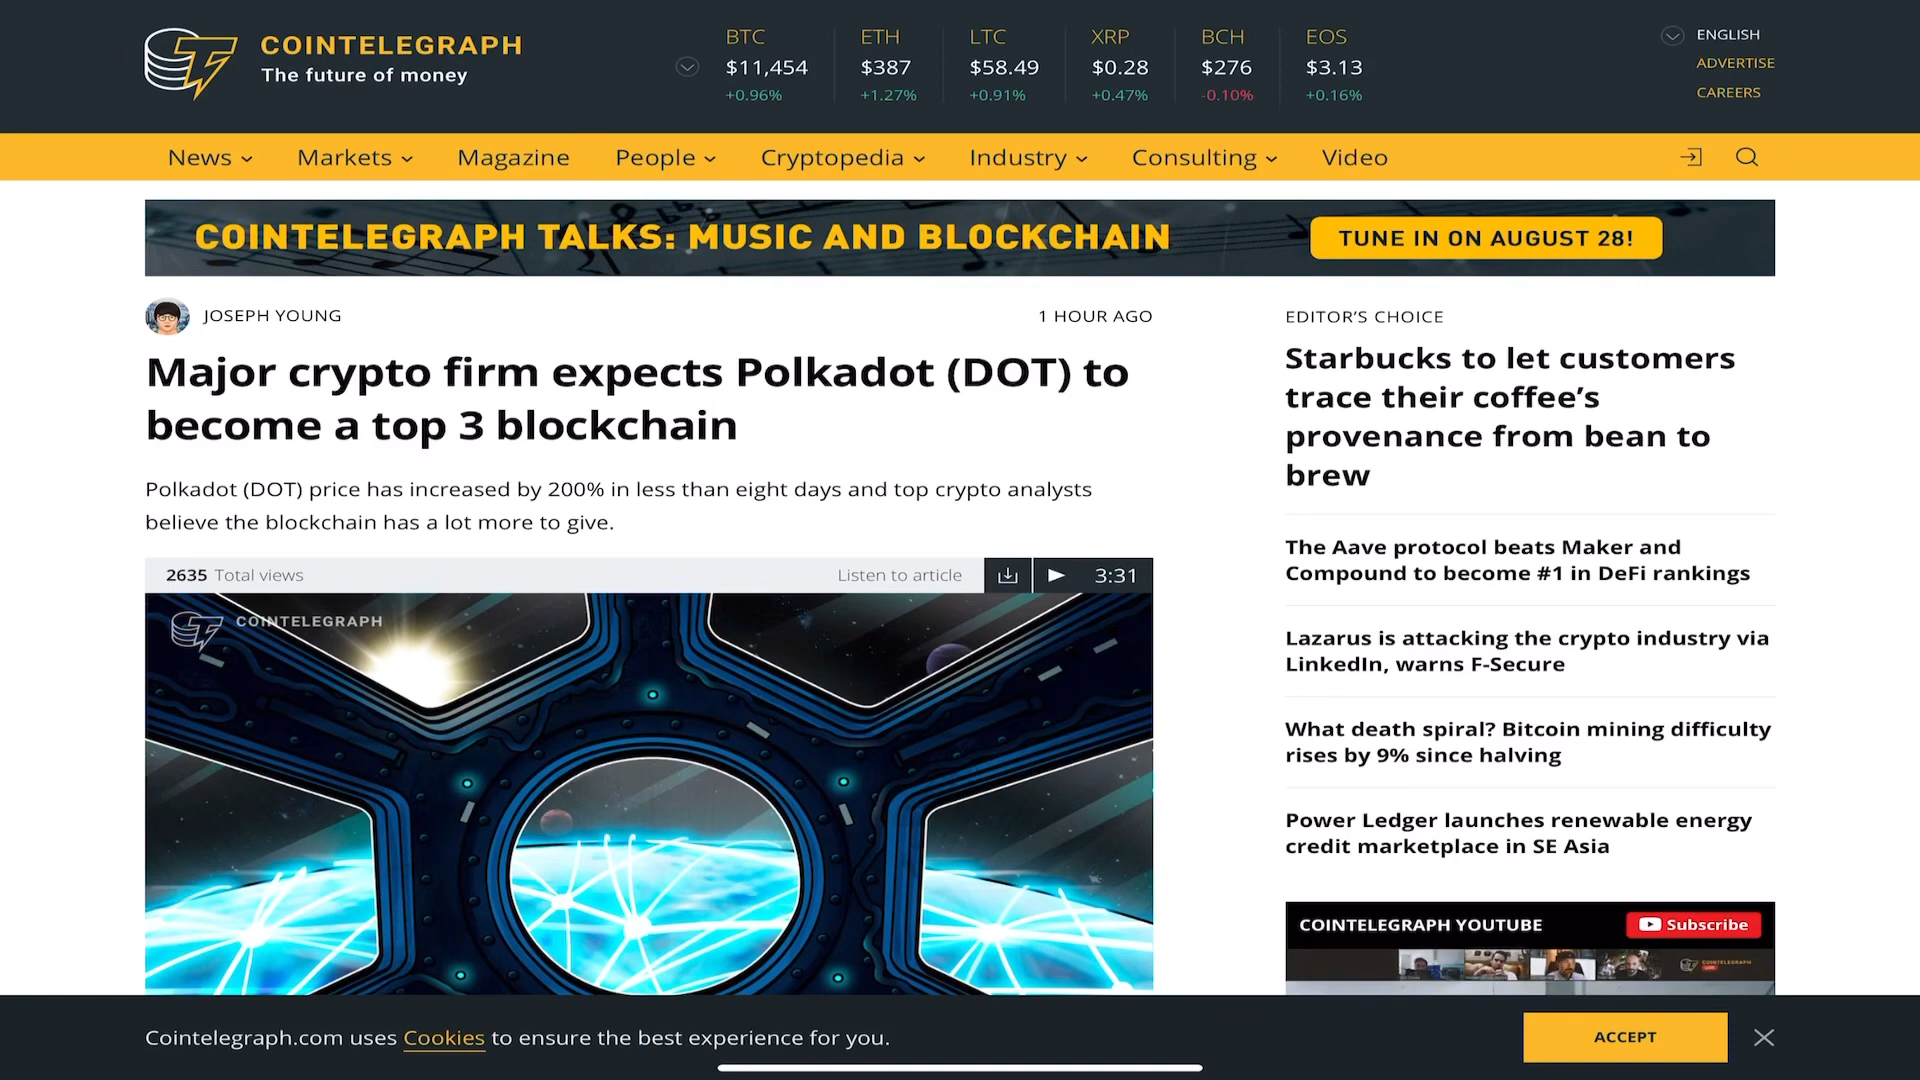 COINTELEGRAPH
The future of money
BTC
$11,454
+0.96%
ETH
$387
+1.27%
LTC
$58.49
+0.91%
XRP
$0.28
+0.47%
BCH
$276
-0.10%
EOS
$3.13
+0.16%
ENGLISH
ADVERTISE
CAREERS
News
Markets
Magazine
People
Cryptopedia
Industry
Consulting
Video
COINTELEGRAPH TALKS: MUSIC AND BLOCKCHAIN
TUNE IN ON AUGUST 28!
JOSEPH YOUNG
1 HOUR AGO
Major crypto firm expects Polkadot (DOT) to
become a top 3 blockchain
Polkadot (DOT) price has increased by 200% in less than eight days and top crypto analysts
believe the blockchain has a lot more to give.
2635 Total views
Listen to article
3:31
COINTELEGRAPH
EDITOR'S CHOICE
Starbucks to let customers
trace their coffee’s
provenance from bean to
brew
The Aave protocol beats Maker and
Compound to become #1 in DeFi rankings
Lazarus is attacking the crypto industry via
LinkedIn, warns F-Secure
What death spiral? Bitcoin mining difficulty
rises by 9% since halving
Power Ledger launches renewable energy
credit marketplace in SE Asia
COINTELEGRAPH YOUTUBE
Subscribe
COINTELEGRAPH
Cointelegraph.com uses Cookies to ensure the best experience for you.
ACCEPT